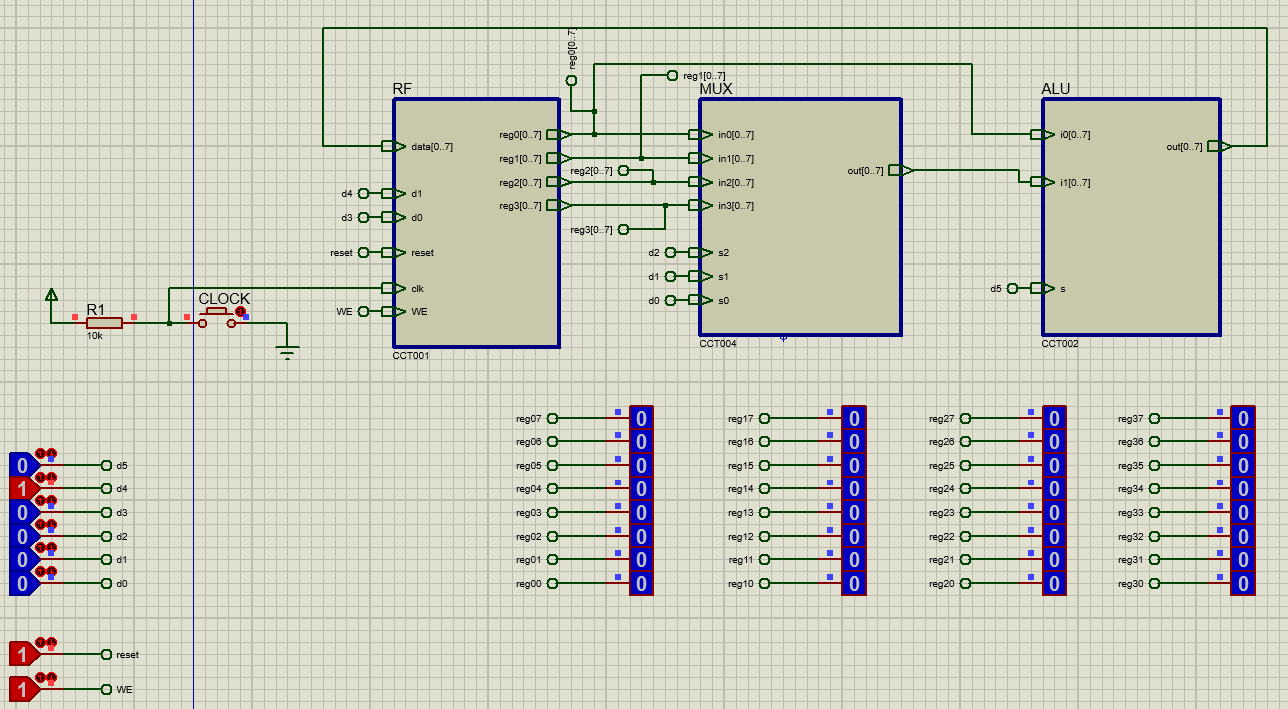 reg0[0..7]
reg1[0..7]
RF
MUX
ALU
data[0..7]
d4
d1
d3
d0
reset
reset
clk
WE
WE
reg0[0..7]
reg1[0..7]
reg2[0..7]
reg3[0..7]
CCT001
reg2[0..7]
reg3[0..7]
in0[0..7]
in1[0..7]
in2[0..7]
in3[0..7]
d2
s2
d1
s1
d0
s0
out[0..7]
CCT004
i0[0..7]
i1[0..7]
d5
s
out[0..7]
CCT002
R1
10k
CLOCK
0 d5
1 d4
0 d3
0 d2
0 d1
0 d0
1 reset
1 WE
reg07 0
reg06 0
reg05 0
reg04 0
reg03 0
reg02 0
reg01 0
reg00 0
reg17 0
reg16 0
reg15 0
reg14 0
reg13 0
reg12 0
reg11 0
reg10 0
reg27 0
reg26 0
reg25 0
reg24 0
reg23 0
reg22 0
reg21 0
reg20 0
reg37 0
reg36 0
reg35 0
reg34 0
reg33 0
reg32 0
reg31 0
reg30 0